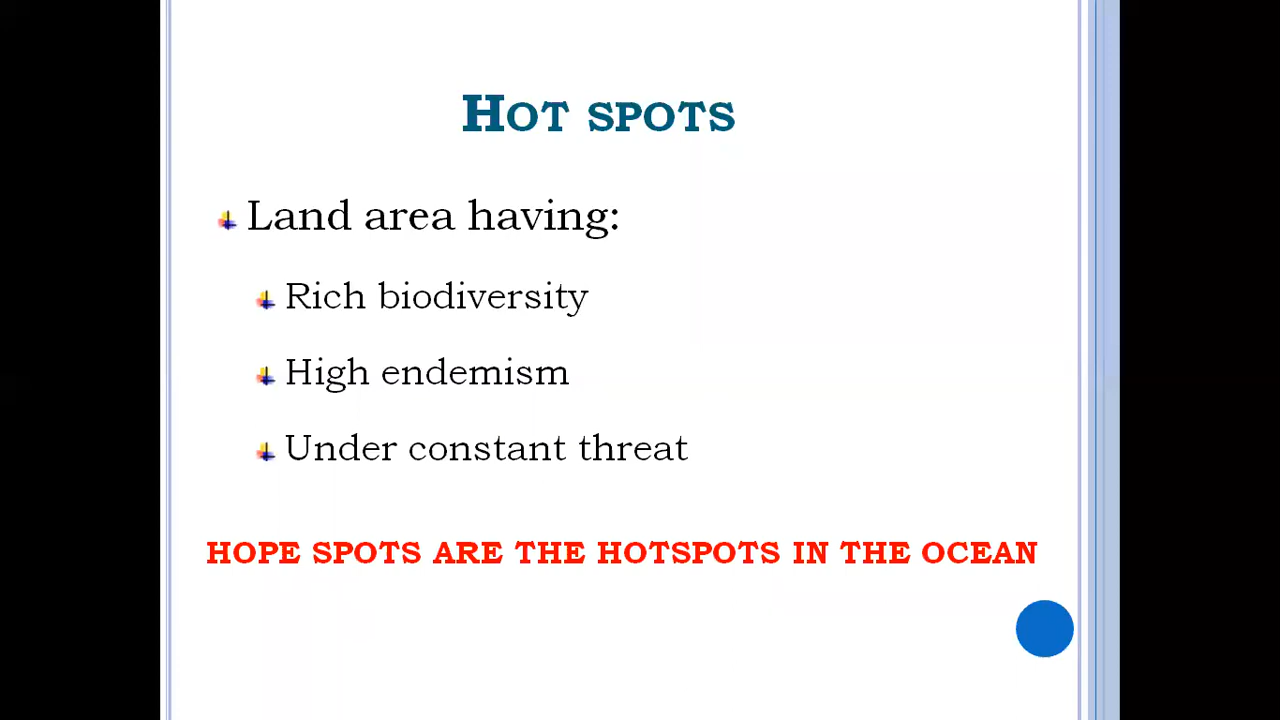 HOT SPOTS
Land area having:
Rich biodiversity
High endemism
Under constant threat
HOPE SPOTS ARE THE HOTSPOTS IN THE OCEAN